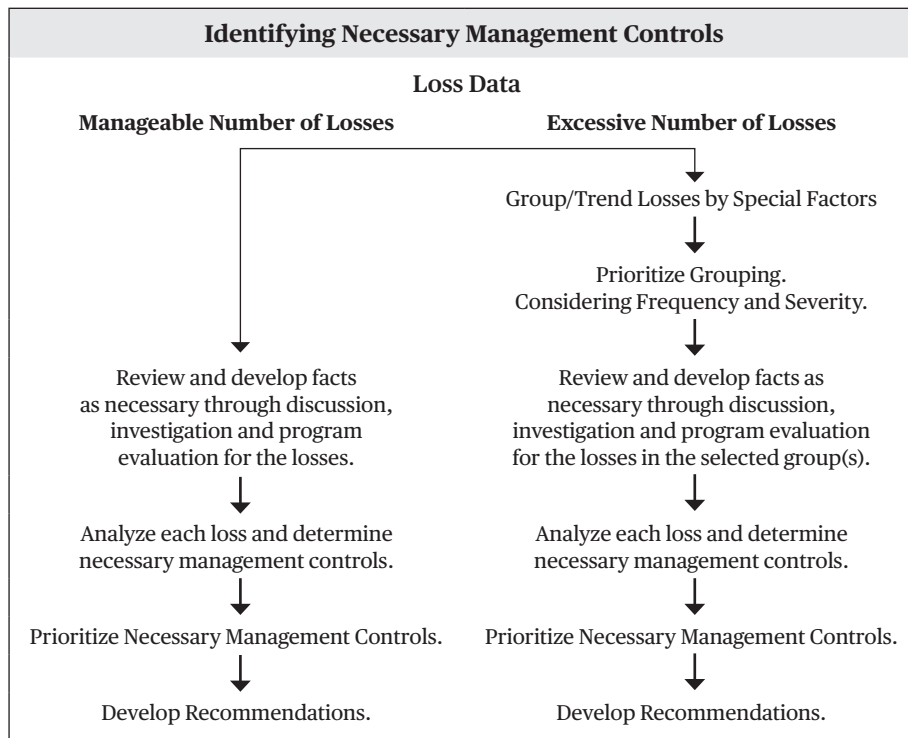 Identifying Necessary Management Controls
Loss Data
Manageable Number of Losses
Excessive Number of Losses
Group/Trend Losses by Special Factors
Prioritize Grouping.
Considering Frequency and Severity.
Review and develop facts
as necessary through discussion,
investigation and program
evaluation for the losses.
Review and develop facts as
necessary through discussion,
investigation and program evaluation
for the losses in the selected group(s).
Analyze each loss and determine
necessary management controls.
Analyze each loss and determine
necessary management controls.
Prioritize Necessary Management Controls.
Prioritize Necessary Management Controls.
Develop Recommendations.
Develop Recommendations.